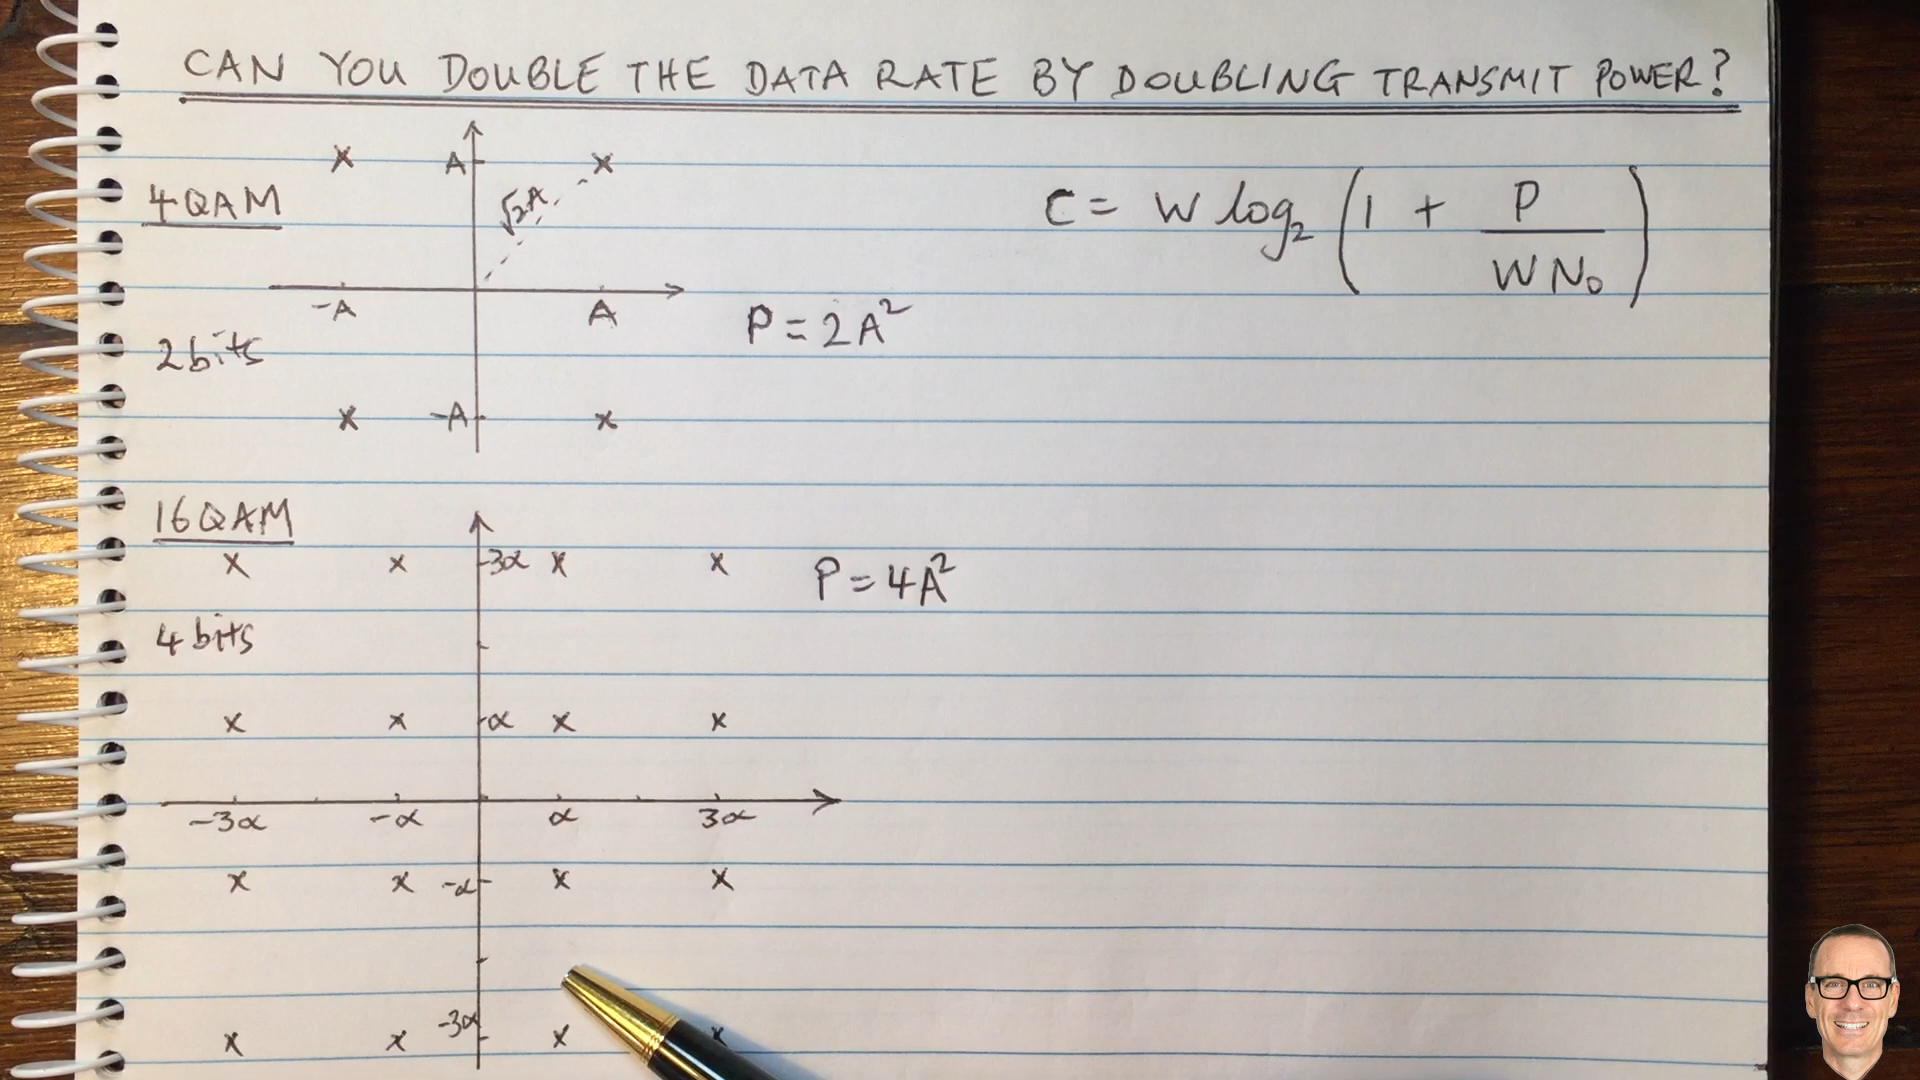 CAN YOU DOUBLE THE DATA RATE BY DOUBLING TRANSMIT POWER?
4QAM
A
√2A
C = W log₂ (1 + P / WN₀)
-A
A
P = 2A²
2 bits
-A
16QAM
3α
P = 4A²
4 bits
α
-3α
-α
α
3α
-α
-3α